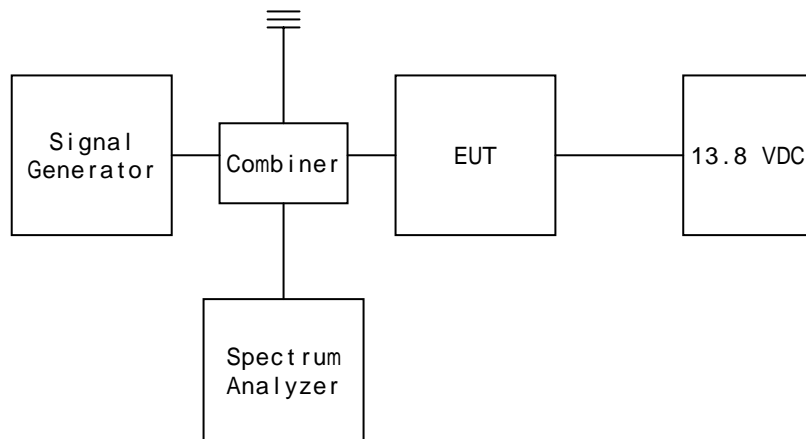 Signal
Generator
Combiner
EUT
13.8 VDC
Spectrum
Analyzer